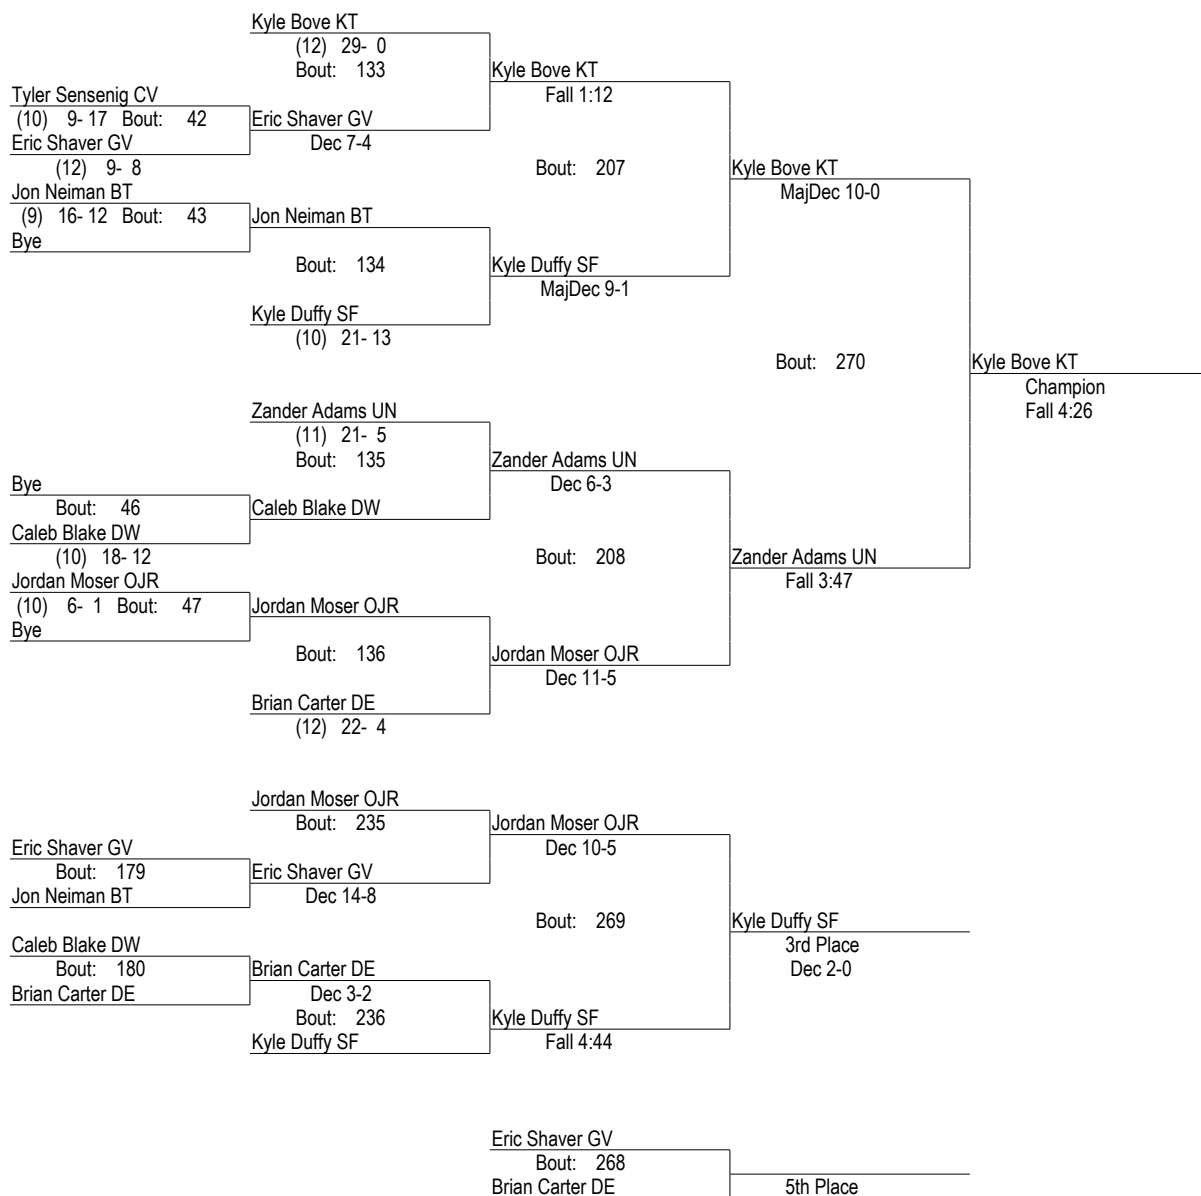 Kyle Bove KT
(12) 29- 0
Bout: 133
Kyle Bove KT
Fall 1:12
Tyler Sensenig CV
(10) 9- 17 Bout: 42
Eric Shaver GV
Dec 7-4
Eric Shaver GV
(12) 9- 8
Bout: 207
Kyle Bove KT
MajDec 10-0
Jon Neiman BT
(9) 16- 12 Bout: 43
Jon Neiman BT
Bye
Bout: 134
Kyle Duffy SF
MajDec 9-1
Kyle Duffy SF
(10) 21- 13
Bout: 270
Kyle Bove KT
Champion
Fall 4:26
Zander Adams UN
(11) 21- 5
Bout: 135
Zander Adams UN
Dec 6-3
Bye
Bout: 46
Caleb Blake DW
Caleb Blake DW
(10) 18- 12
Bout: 208
Zander Adams UN
Fall 3:47
Jordan Moser OJR
(10) 6- 1 Bout: 47
Jordan Moser OJR
Bye
Bout: 136
Jordan Moser OJR
Dec 11-5
Brian Carter DE
(12) 22- 4
Jordan Moser OJR
Bout: 235
Jordan Moser OJR
Dec 10-5
Eric Shaver GV
Bout: 179
Eric Shaver GV
Dec 14-8
Jon Neiman BT
Bout: 269
Kyle Duffy SF
3rd Place
Dec 2-0
Caleb Blake DW
Bout: 180
Brian Carter DE
Dec 3-2
Brian Carter DE
Bout: 236
Kyle Duffy SF
Fall 4:44
Kyle Duffy SF
Eric Shaver GV
Bout: 268
Brian Carter DE
5th Place